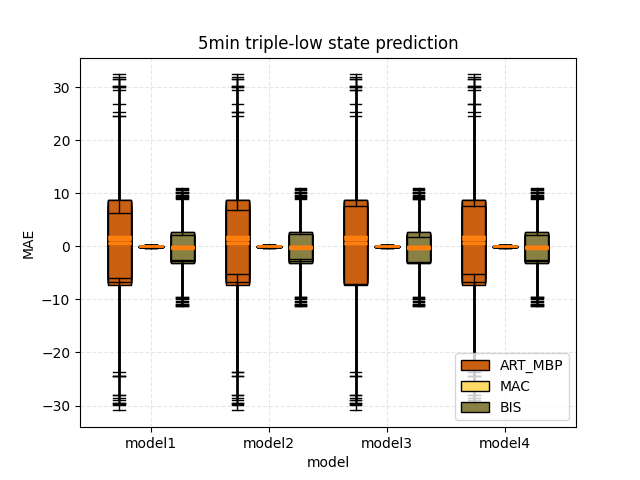 5min triple-low state prediction
MAE
30
20
10
0
−10
−20
−30
model1 model2 model3 model4
model
ART_MBP
MAC
BIS